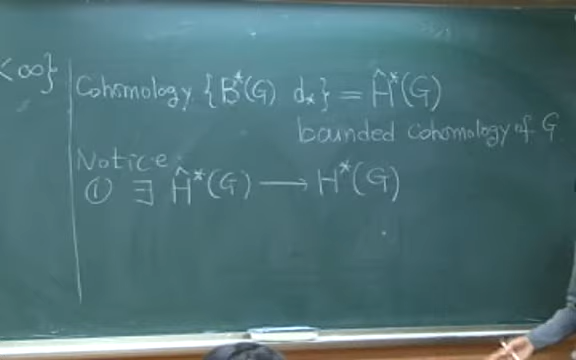 < ∞}
Cohomology {B*(G) d*} = Ĥ*(G)
bounded cohomology of G
Notice.
① ∃ Ĥ*(G) ⟶ H*(G)